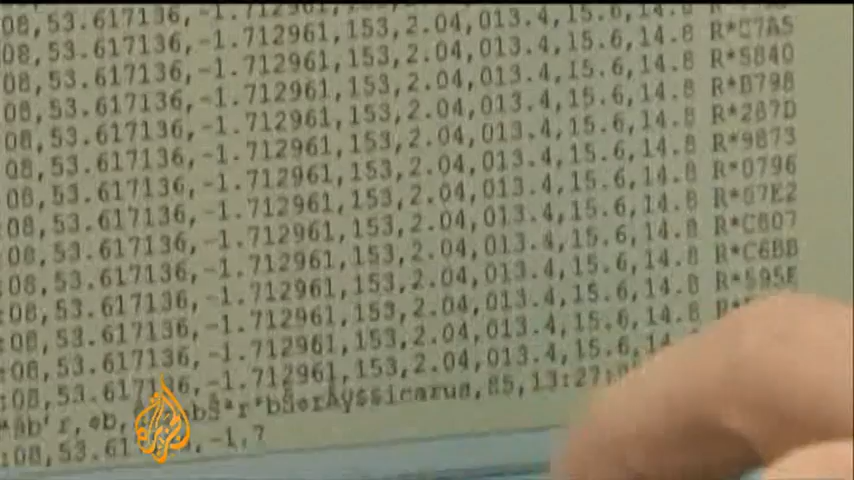 08,53.617136,-1.712961,153,2.04,013.4,15.6,14.8
08,53.617136,-1.712961,153,2.04,013.4,15.6,14.8 R*C7A5
08,53.617136,-1.712961,153,2.04,013.4,15.6,14.8 R*5840
08,53.617136,-1.712961,153,2.04,013.4,15.6,14.8 R*B798
08,53.617136,-1.712961,153,2.04,013.4,15.6,14.8 R*287D
08,53.617136,-1.712961,153,2.04,013.4,15.6,14.8 R*9873
08,53.617136,-1.712961,153,2.04,013.4,15.6,14.8 R*0796
08,53.617136,-1.712961,153,2.04,013.4,15.6,14.8 R*67E2
08,53.617136,-1.712961,153,2.04,013.4,15.6,14.8 R*C807
:08,53.617136,-1.712961,153,2.04,013.4,15.6,14.8 R*C6BB
:08,53.617136,-1.712961,153,2.04,013.4,15.6,14.8 R*595E
:08,53.617136,-1.712961,153,2.04,013.4,15.6,14.8
:08,53.617136,-1.712961,153,2.04,013.4,15.6,
$$icarus,85,13:27:
:08,53.61 ,-1.7?